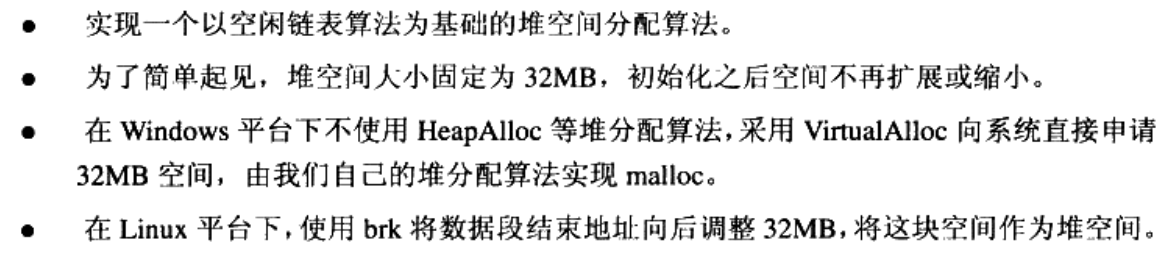 ● 实现一个以空闲链表算法为基础的堆空间分配算法。
● 为了简单起见，堆空间大小固定为 32MB，初始化之后空间不再扩展或缩小。
● 在 Windows 平台下不使用 HeapAlloc 等堆分配算法，采用 VirtualAlloc 向系统直接申请
32MB 空间，由我们自己的堆分配算法实现 malloc。
● 在 Linux 平台下，使用 brk 将数据段结束地址向后调整 32MB，将这块空间作为堆空间。